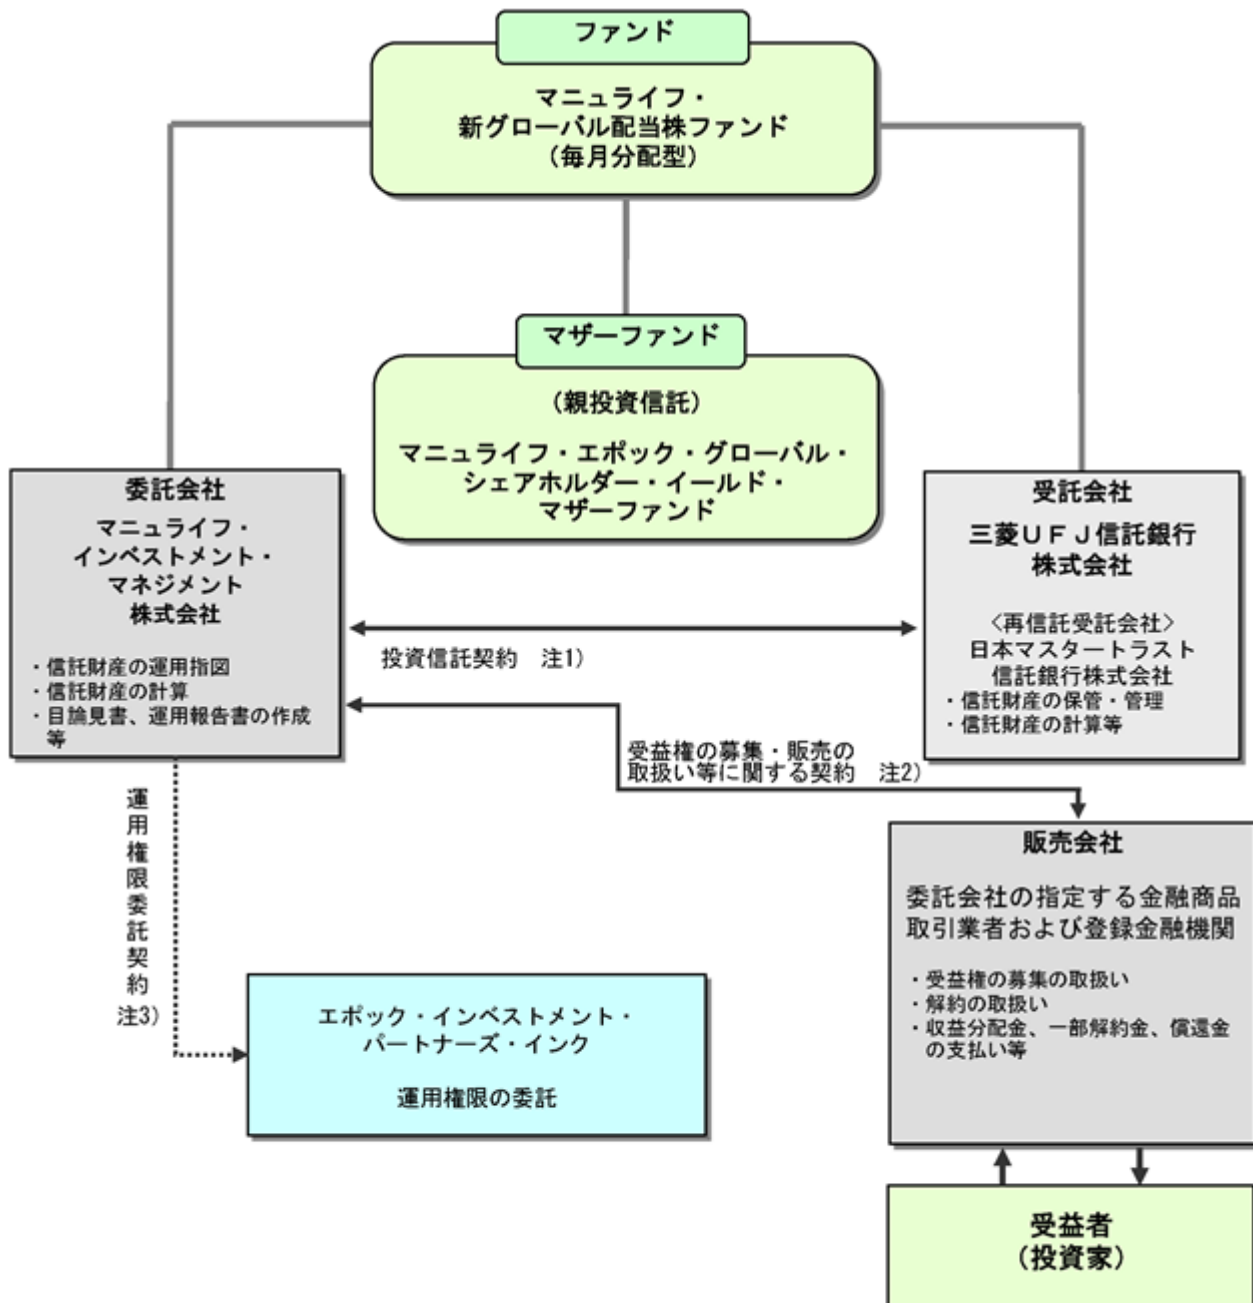 ファンド
マニュライフ・
新グローバル配当株ファンド
(毎月分配型)
マザーファンド
(親投資信託)
マニュライフ・エポック・グローバル・
シェアホルダー・イールド・
マザーファンド
委託会社
マニュライフ・
インベストメント・
マネジメント
株式会社
・信託財産の運用指図
・信託財産の計算
・目論見書、運用報告書の作成
等
受託会社
三菱UFJ信託銀行
株式会社
〈再信託受託会社〉
日本マスタートラスト
信託銀行株式会社
・信託財産の保管・管理
・信託財産の計算等
投資信託契約 注1)
受益権の募集・販売の
取扱い等に関する契約 注2)
運用権限委託契約
注3)
エポック・インベストメント・
パートナーズ・インク
運用権限の委託
販売会社
委託会社の指定する金融商品
取引業者および登録金融機関
・受益権の募集の取扱い
・解約の取扱い
・収益分配金、一部解約金、償還金
の支払い等
受益者
(投資家)